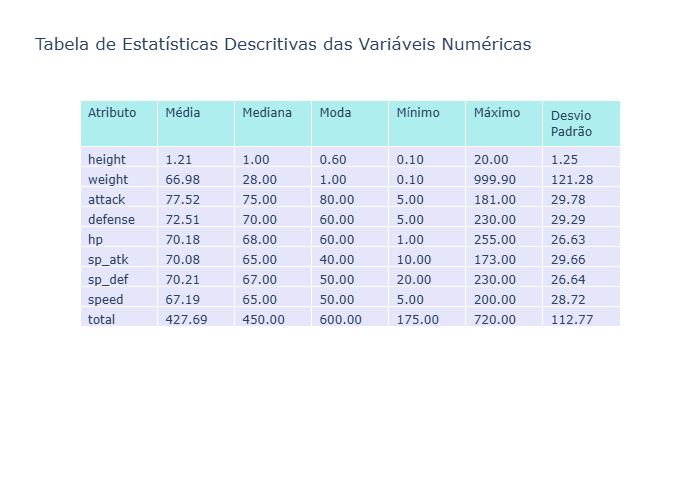 Tabela de Estatísticas Descritivas das Variáveis Numéricas
Atributo Média Mediana Moda Mínimo Máximo Desvio Padrão
height 1.21 1.00 0.60 0.10 20.00 1.25
weight 66.98 28.00 1.00 0.10 999.90 121.28
attack 77.52 75.00 80.00 5.00 181.00 29.78
defense 72.51 70.00 60.00 5.00 230.00 29.29
hp 70.18 68.00 60.00 1.00 255.00 26.63
sp_atk 70.08 65.00 40.00 10.00 173.00 29.66
sp_def 70.21 67.00 50.00 20.00 230.00 26.64
speed 67.19 65.00 50.00 5.00 200.00 28.72
total 427.69 450.00 600.00 175.00 720.00 112.77